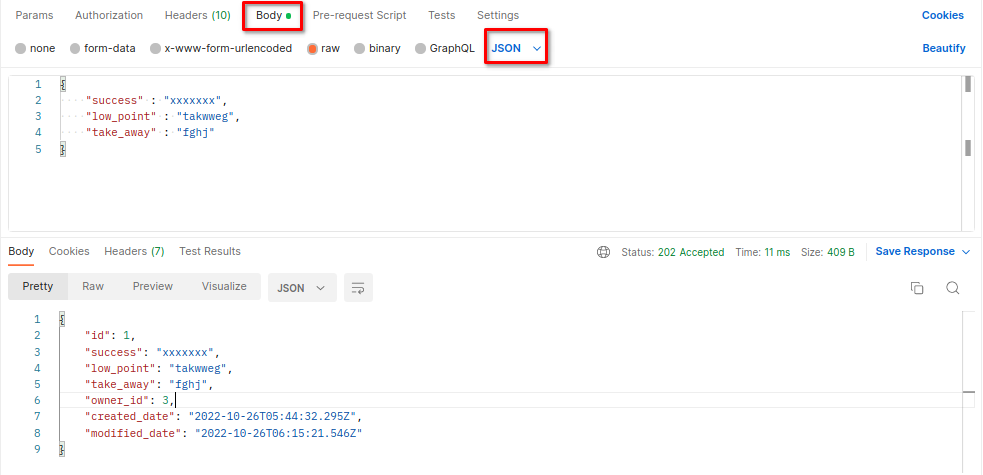 Params Authorization Headers (10) Body Pre-request Script Tests Settings Cookies
none form-data x-www-form-urlencoded raw binary GraphQL JSON Beautify
1 {
2 "success" : "xxxxxxx",
3 "low_point" : "takwweg",
4 "take_away" : "fghj"
5 }
Body Cookies Headers (7) Test Results Status: 202 Accepted Time: 11 ms Size: 409 B Save Response
Pretty Raw Preview Visualize JSON
1 {
2 "id": 1,
3 "success": "xxxxxxx",
4 "low_point": "takwweg",
5 "take_away": "fghj",
6 "owner_id": 3,
7 "created_date": "2022-10-26T05:44:32.295Z",
8 "modified_date": "2022-10-26T06:15:21.546Z"
9 }